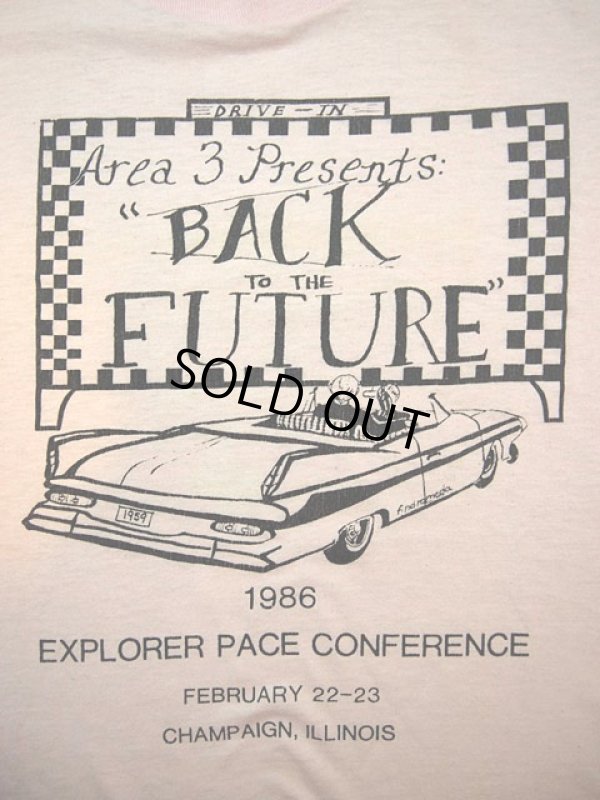 DRIVE-IN
Area 3 Presents:
"BACK
TO THE
FUTURE"
SOLD OUT
1959
1986
EXPLORER PACE CONFERENCE
FEBRUARY 22-23
CHAMPAIGN, ILLINOIS